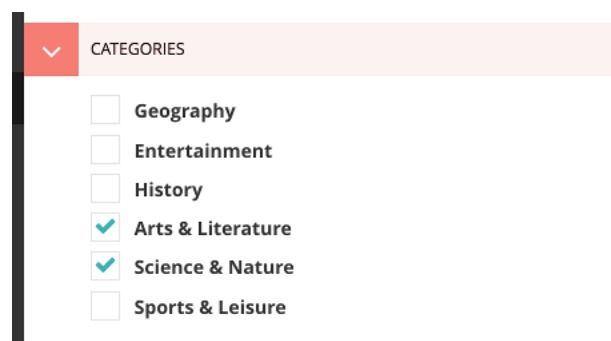 CATEGORIES
Geography
Entertainment
History
Arts & Literature
Science & Nature
Sports & Leisure